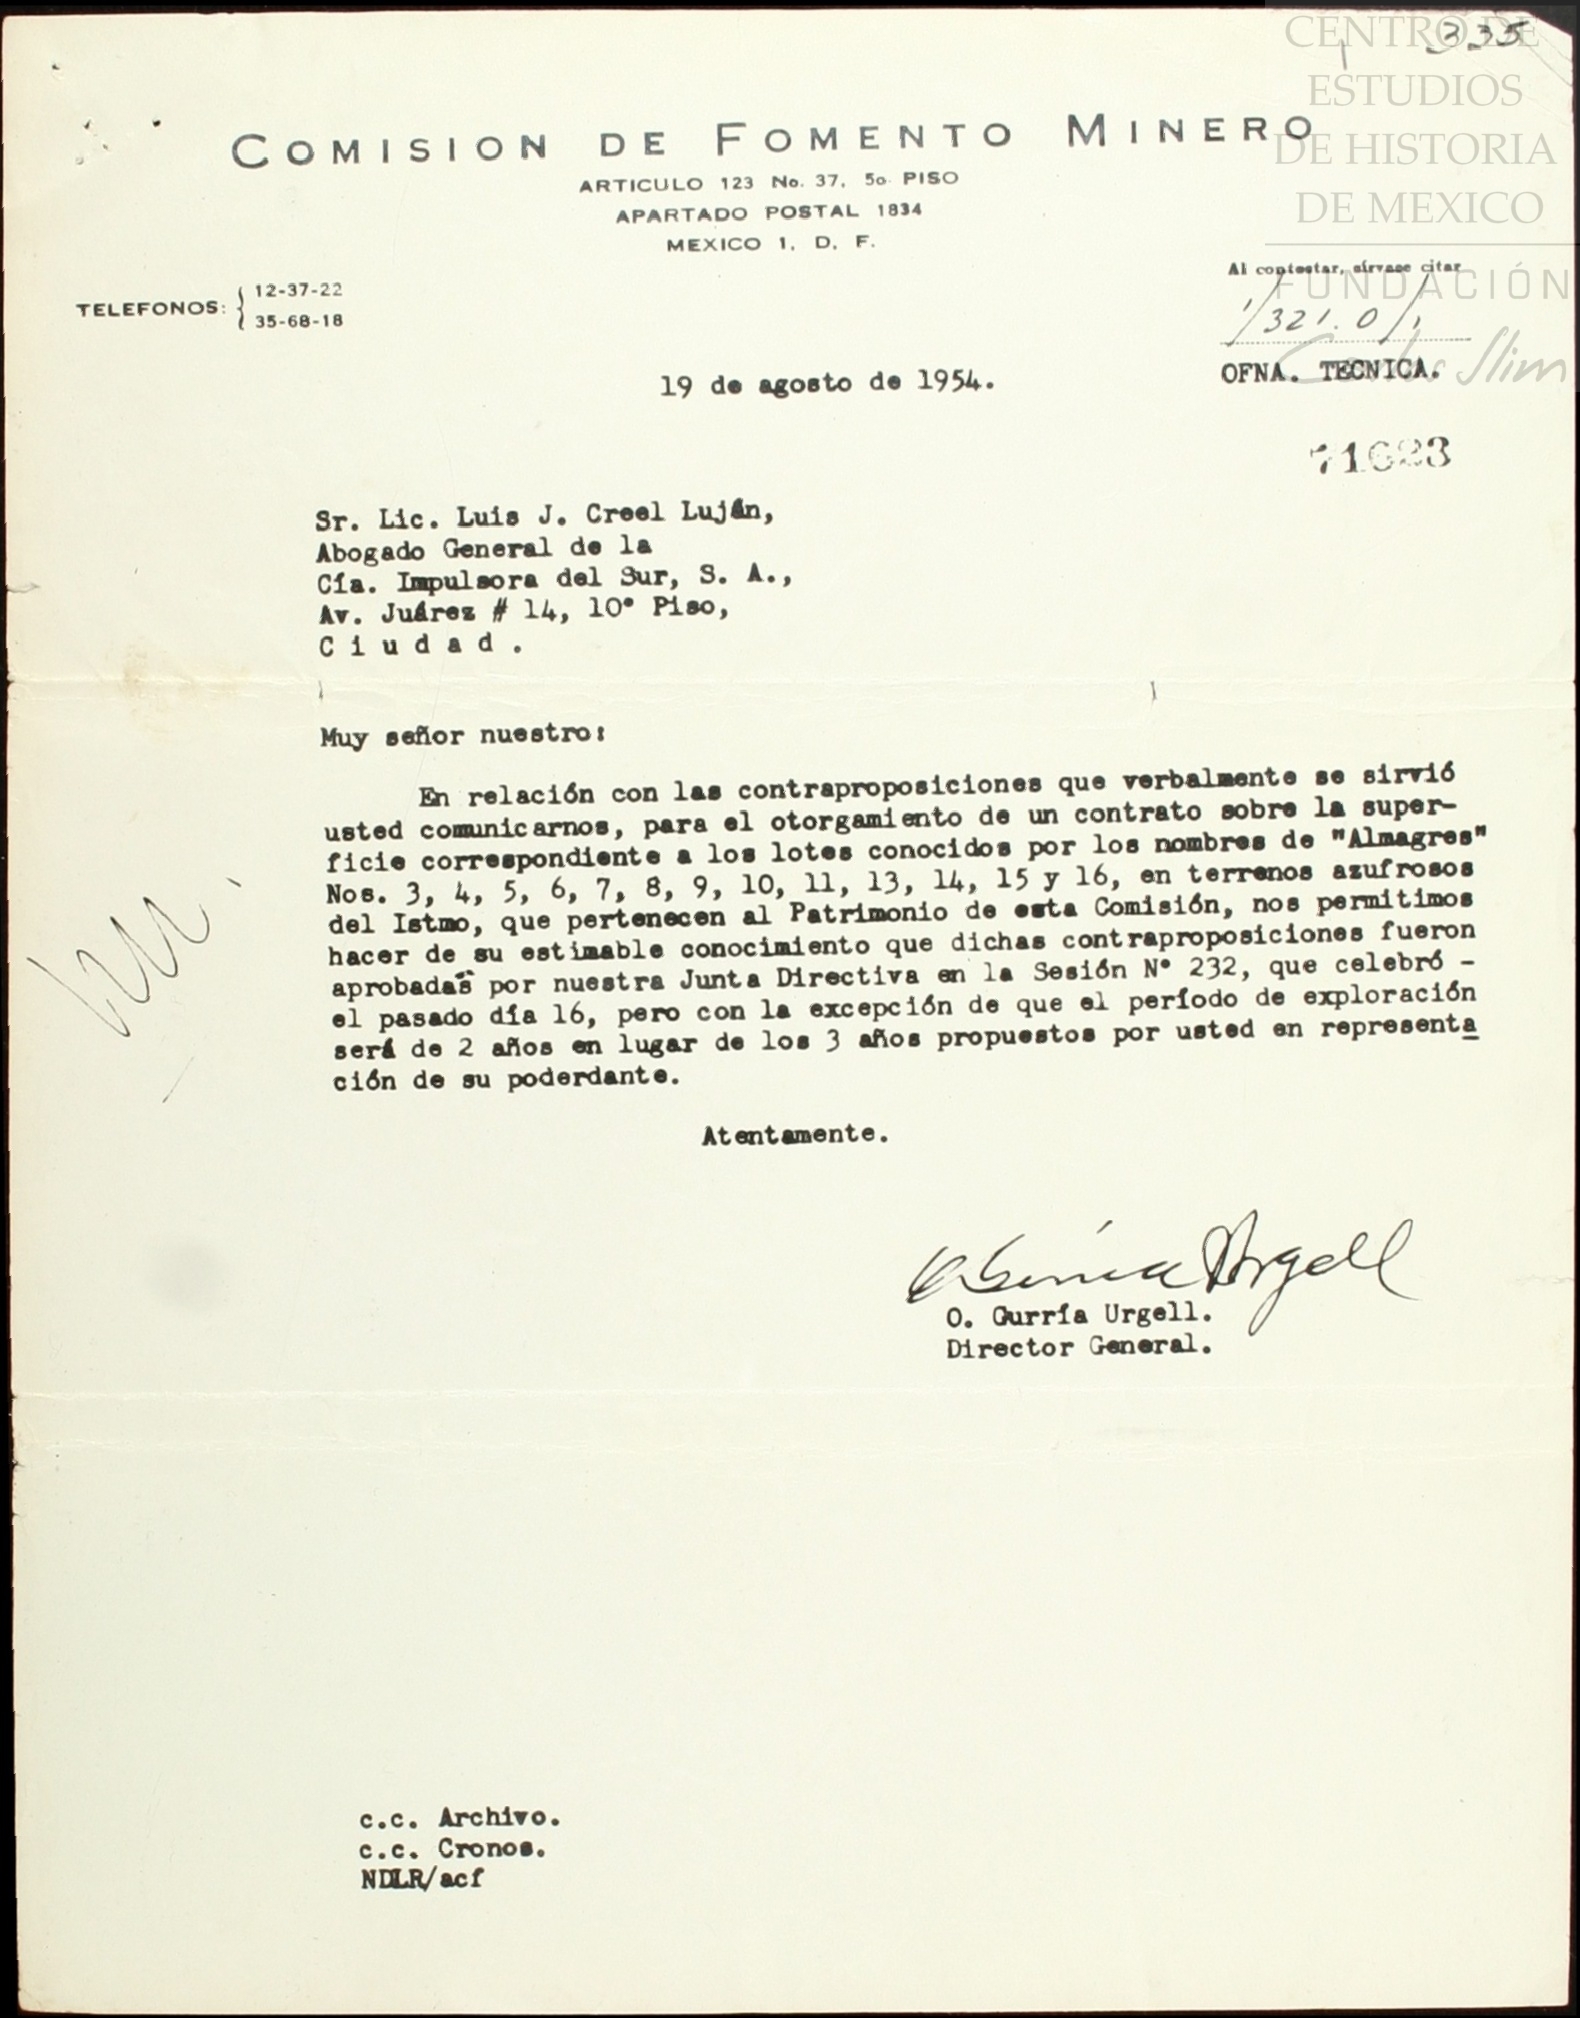 335
CENTRO DE
ESTUDIOS
DE HISTORIA
DE MEXICO
FUNDACIÓN
Carlos Slim
COMISION DE FOMENTO MINERO
ARTICULO 123 No. 37, 5o. PISO
APARTADO POSTAL 1834
MEXICO 1, D. F.
TELEFONOS: 12-37-22
35-68-18
Al contestar, sírvase citar
1/321.0/1
OFNA. TECNICA.
19 de agosto de 1954.
71623
Sr. Lic. Luis J. Creel Luján,
Abogado General de la
Cía. Impulsora del Sur, S. A.,
Av. Juárez # 14, 10° Piso,
C i u d a d .
Muy señor nuestro:
En relación con las contraproposiciones que verbalmente se sirvió
usted comunicarnos, para el otorgamiento de un contrato sobre la super-
ficie correspondiente a los lotes conocidos por los nombres de "Almagres"
Nos. 3, 4, 5, 6, 7, 8, 9, 10, 11, 13, 14, 15 y 16, en terrenos azufrosos
del Istmo, que pertenecen al Patrimonio de esta Comisión, nos permitimos
hacer de su estimable conocimiento que dichas contraproposiciones fueron
aprobadas por nuestra Junta Directiva en la Sesión N° 232, que celebró -
el pasado día 16, pero con la excepción de que el período de exploración
será de 2 años en lugar de los 3 años propuestos por usted en representa
ción de su poderdante.
Atentamente.
O. Gurría Urgell.
Director General.
c.c. Archivo.
c.c. Cronos.
NDLR/acf